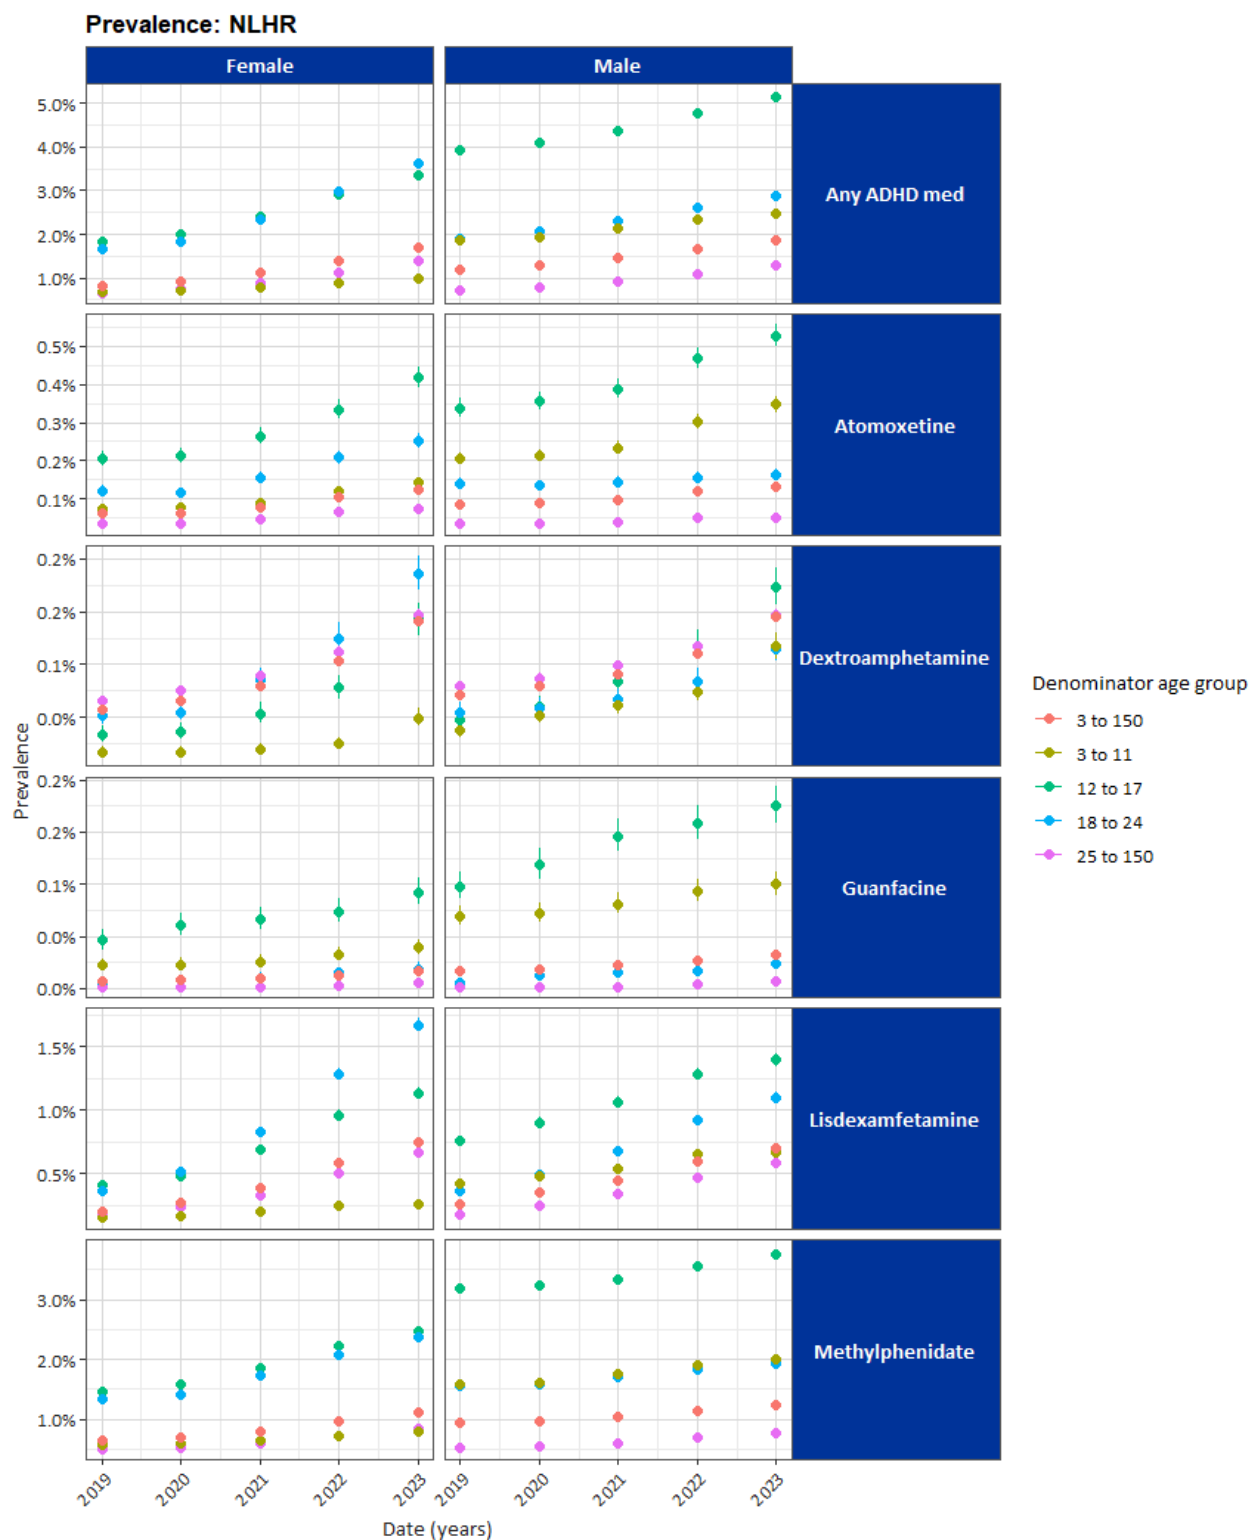 Prevalence: NLHR
Female
Male
5.0%
4.0%
3.0%
2.0%
1.0%
Any ADHD med
0.5%
0.4%
0.3%
0.2%
0.1%
Atomoxetine
0.2%
0.2%
0.1%
0.0%
Dextroamphetamine
0.2%
0.2%
0.1%
0.0%
0.0%
Guanfacine
1.5%
1.0%
0.5%
Lisdexamfetamine
3.0%
2.0%
1.0%
Methylphenidate
Prevalence
2019 2020 2021 2022 2023 2019 2020 2021 2022 2023
Date (years)
Denominator age group
3 to 150
3 to 11
12 to 17
18 to 24
25 to 150